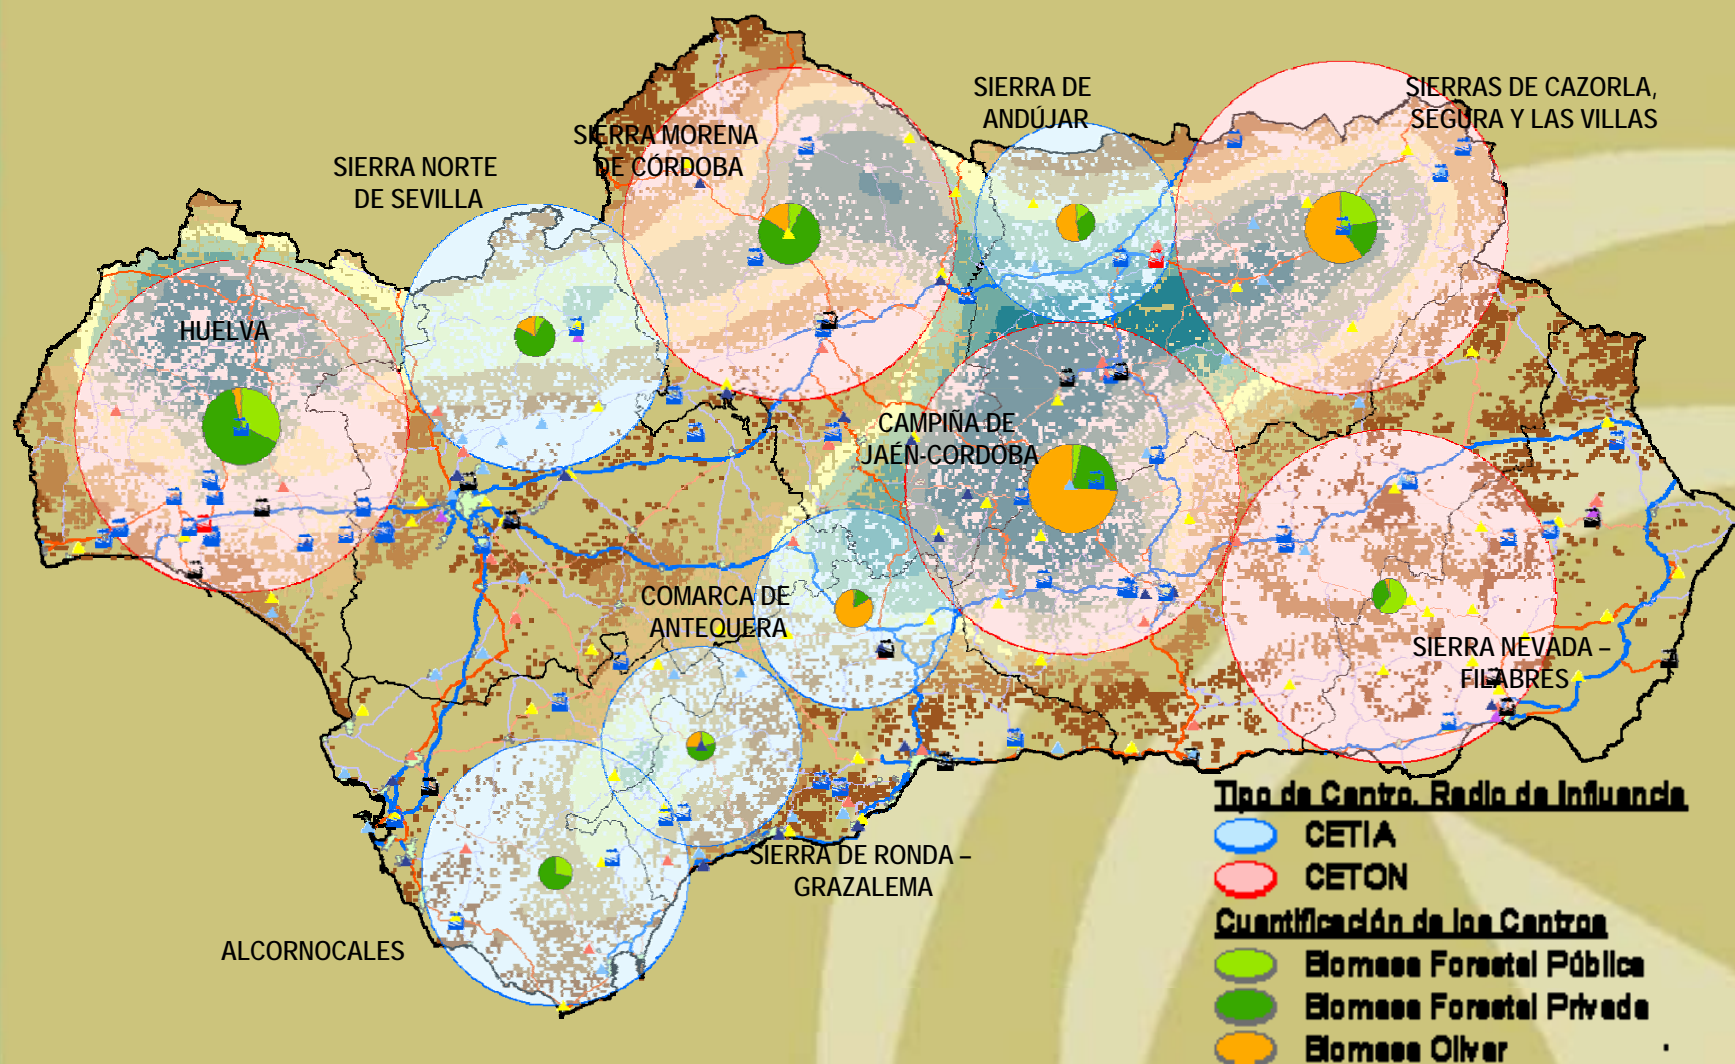 SIERRA DE
ANDÚJAR
SIERRAS DE CAZORLA,
SEGURA Y LAS VILLAS
SIERRA MORENA
DE CÓRDOBA
SIERRA NORTE
DE SEVILLA
HUELVA
CAMPIÑA DE
JAÉN-CORDOBA
COMARCA DE
ANTEQUERA
SIERRA NEVADA –
FILABRES
SIERRA DE RONDA –
GRAZALEMA
ALCORNOCALES
Tipo de Centro. Radio de Influencia
CETIA
CETON
Cuantificación de los Centros
Biomasa Forestal Pública
Biomasa Forestal Privada
Biomasa Olivar